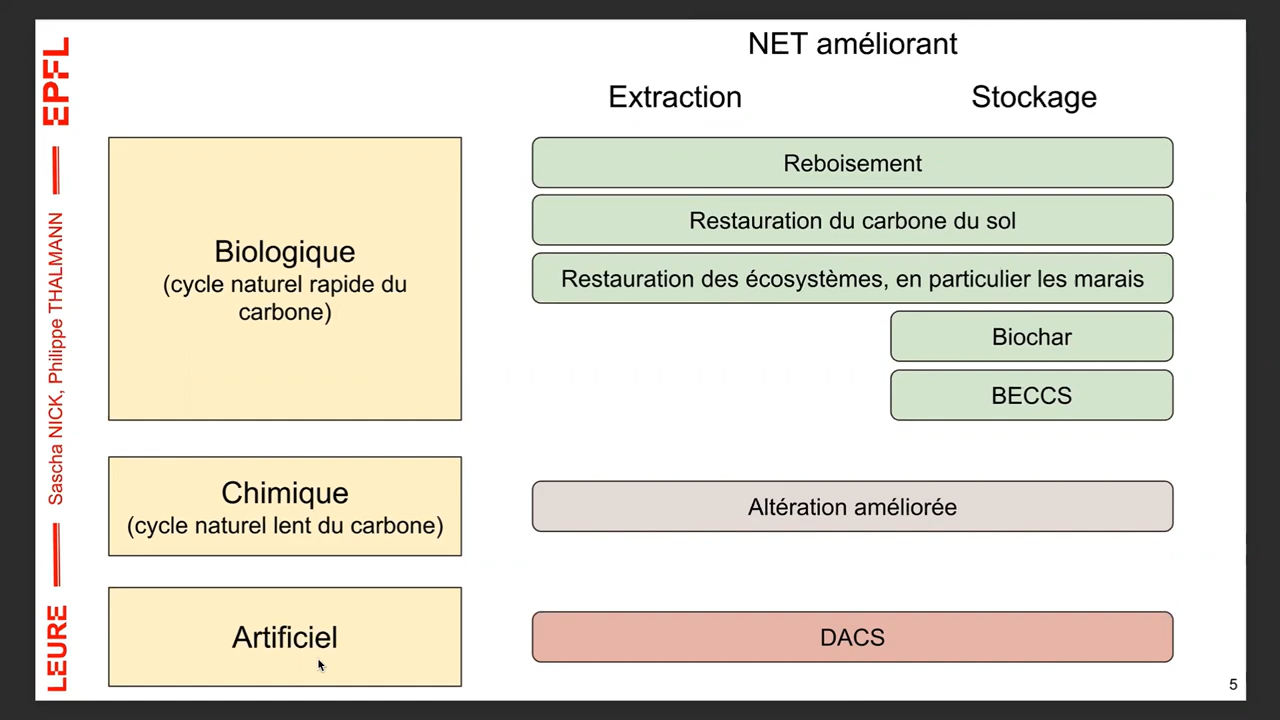 EPFL
Sascha NICK, Philippe THALMANN
LEURE
NET améliorant
Extraction
Stockage
Biologique
(cycle naturel rapide du
carbone)
Reboisement
Restauration du carbone du sol
Restauration des écosystèmes, en particulier les marais
Biochar
BECCS
Chimique
(cycle naturel lent du carbone)
Altération améliorée
Artificiel
DACS
5